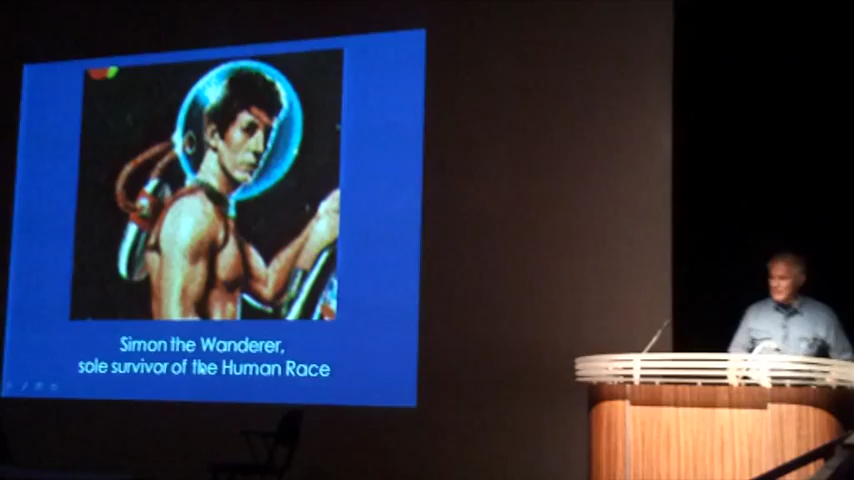 Simon the Wanderer,
sole survivor of the Human Race